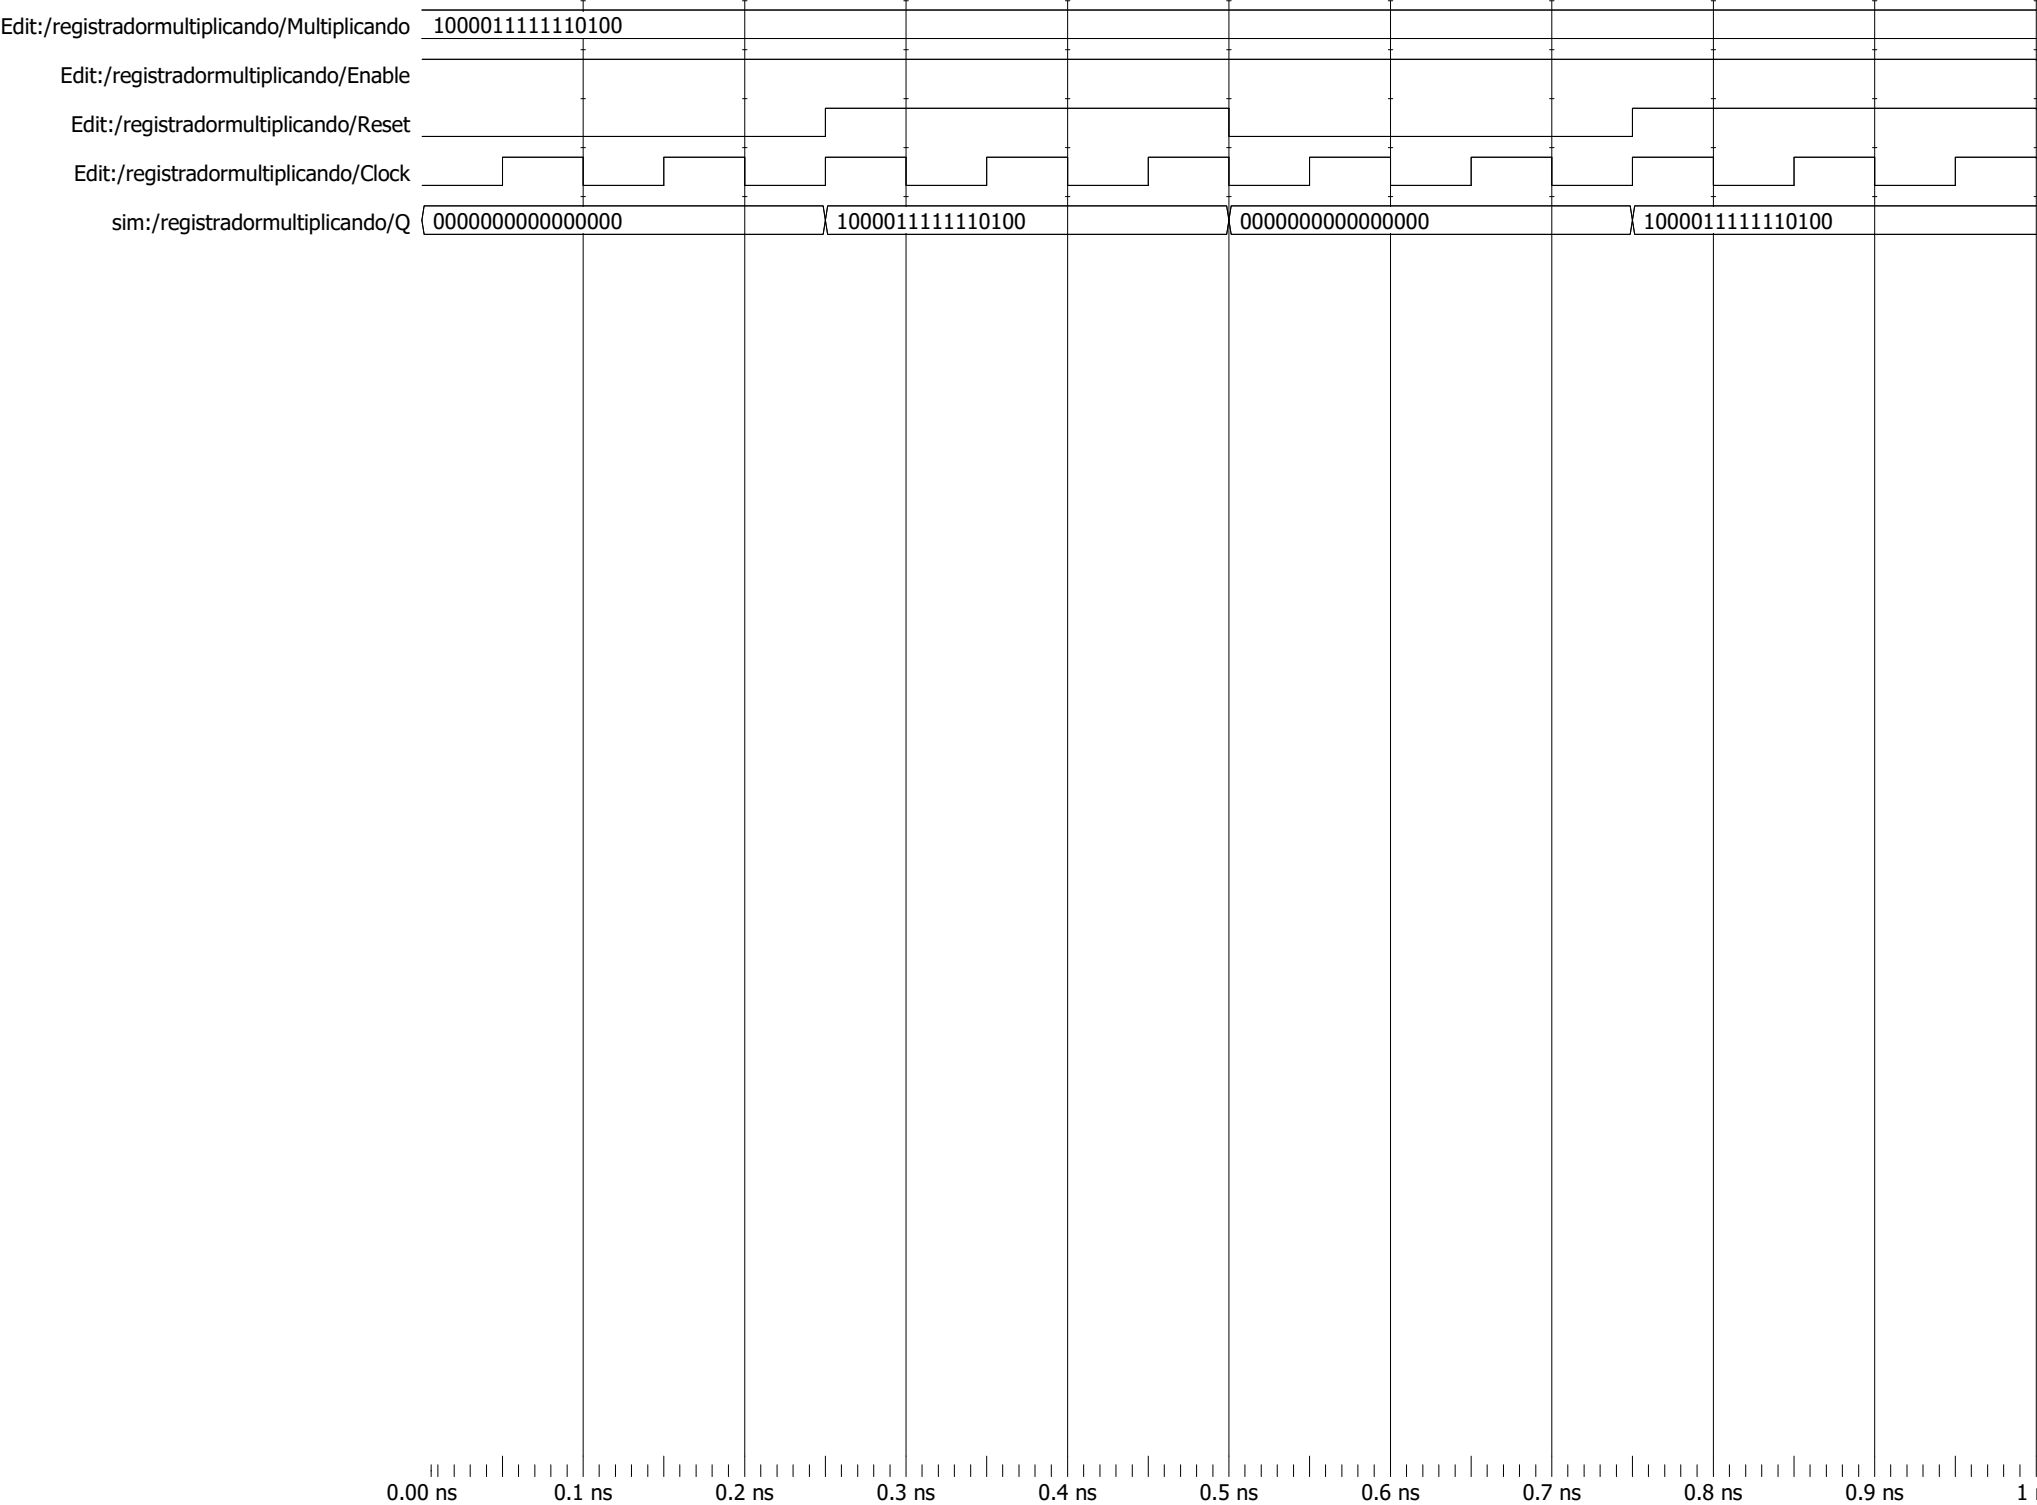 Edit:/registradormultiplicando/Multiplicando 1000011111110100
Edit:/registradormultiplicando/Enable
Edit:/registradormultiplicando/Reset
Edit:/registradormultiplicando/Clock
sim:/registradormultiplicando/Q 0000000000000000 1000011111110100 0000000000000000 1000011111110100
0.00 ns 0.1 ns 0.2 ns 0.3 ns 0.4 ns 0.5 ns 0.6 ns 0.7 ns 0.8 ns 0.9 ns 1